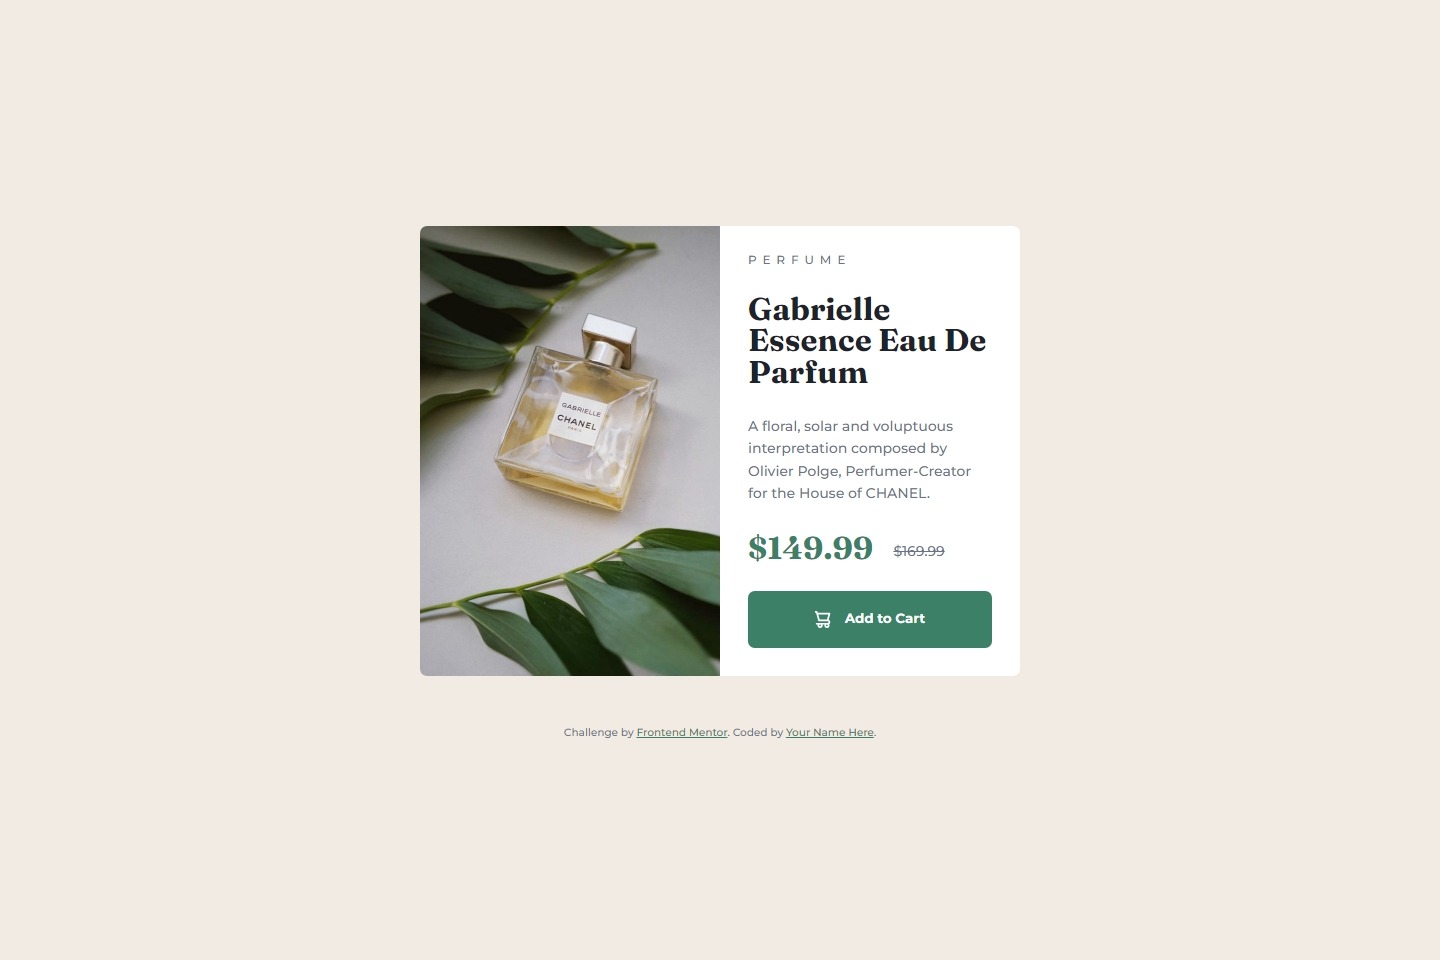 PERFUME
Gabrielle
Essence Eau De
Parfum
A floral, solar and voluptuous
interpretation composed by
Olivier Polge, Perfumer-Creator
for the House of CHANEL.
$149.99 $169.99
Add to Cart
GABRIELLE
CHANEL
PARIS
Challenge by Frontend Mentor. Coded by Your Name Here.